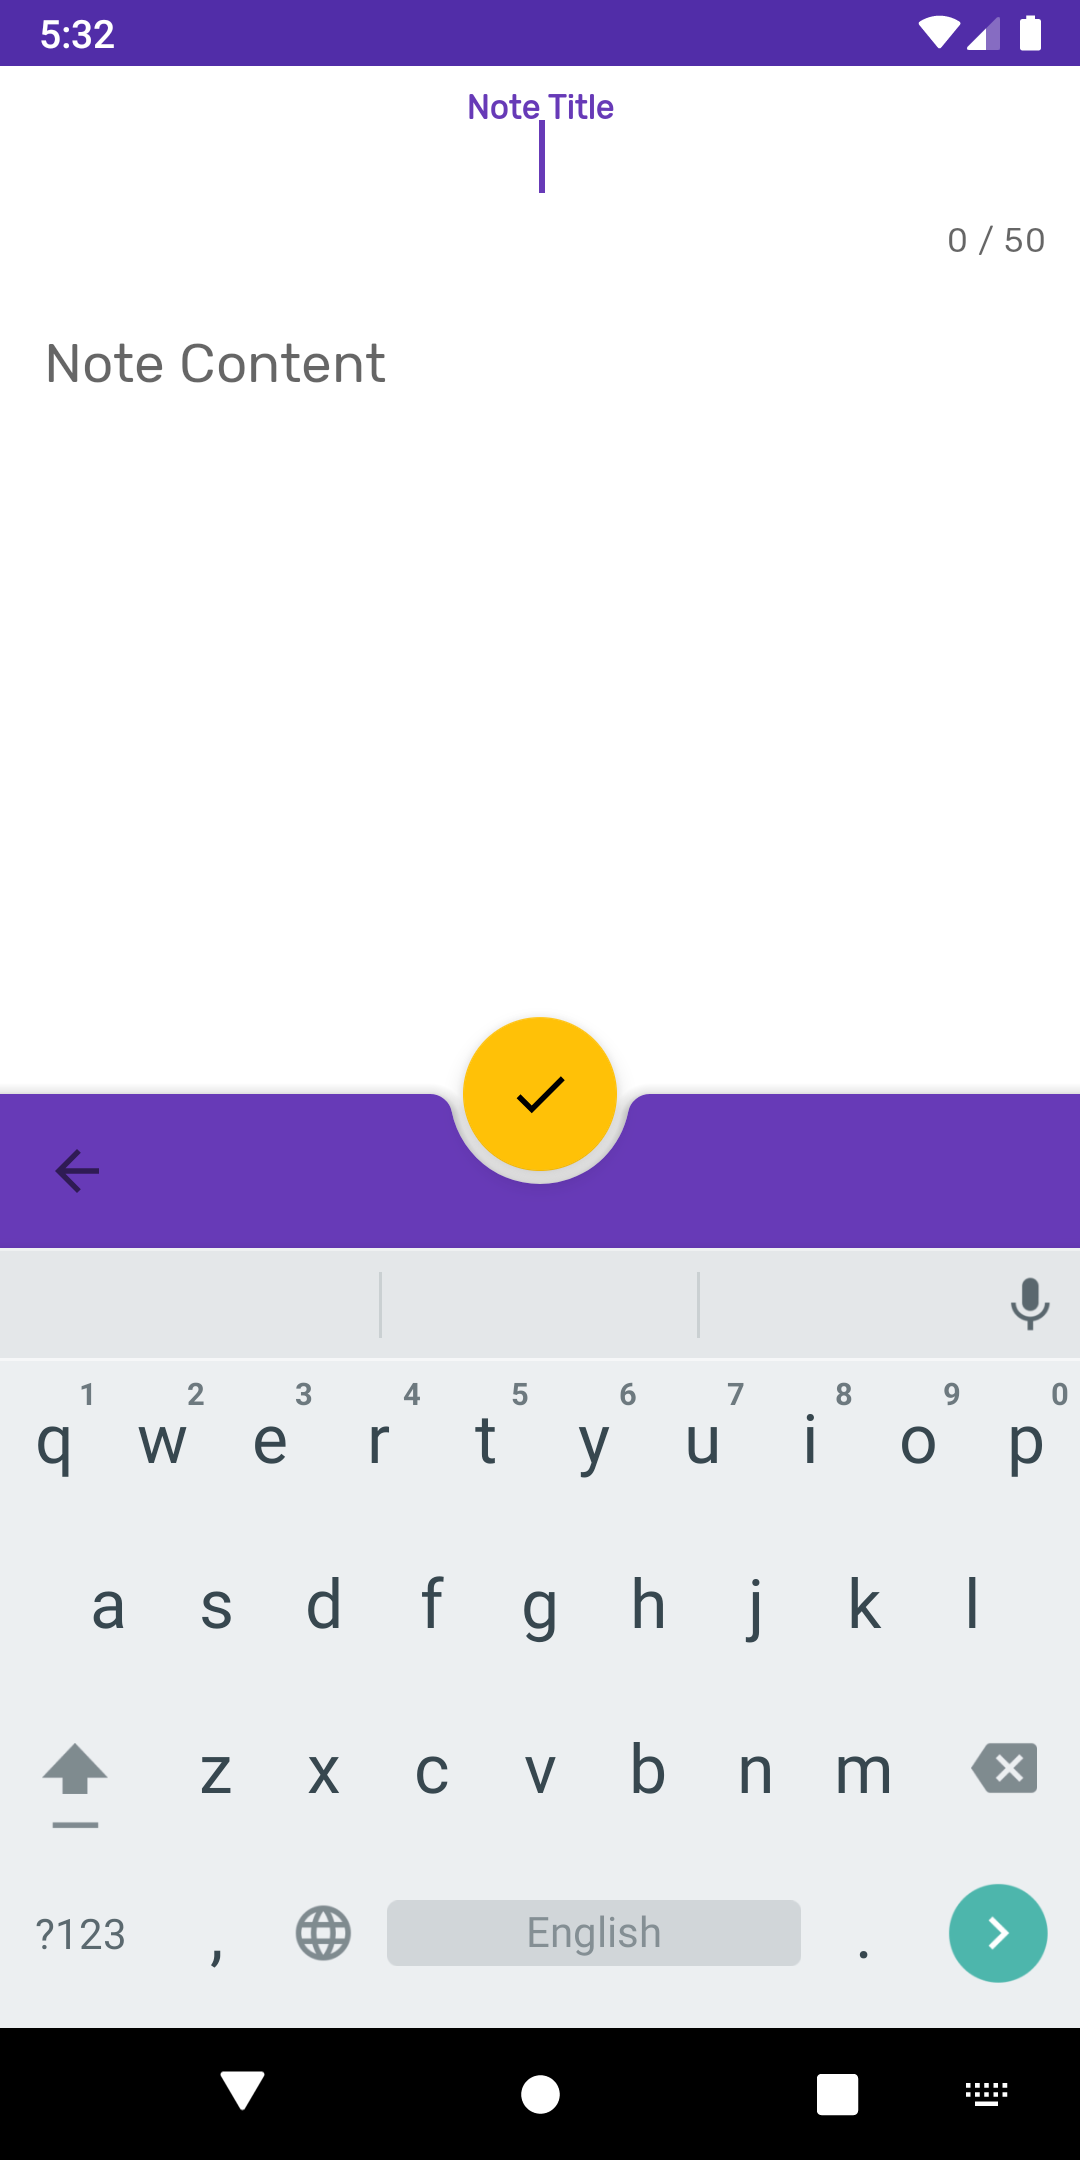 5:32
Note Title
0 / 50
Note Content
1 2 3 4 5 6 7 8 9 0
q w e r t y u i o p
a s d f g h j k l
z x c v b n m
?123 , English .